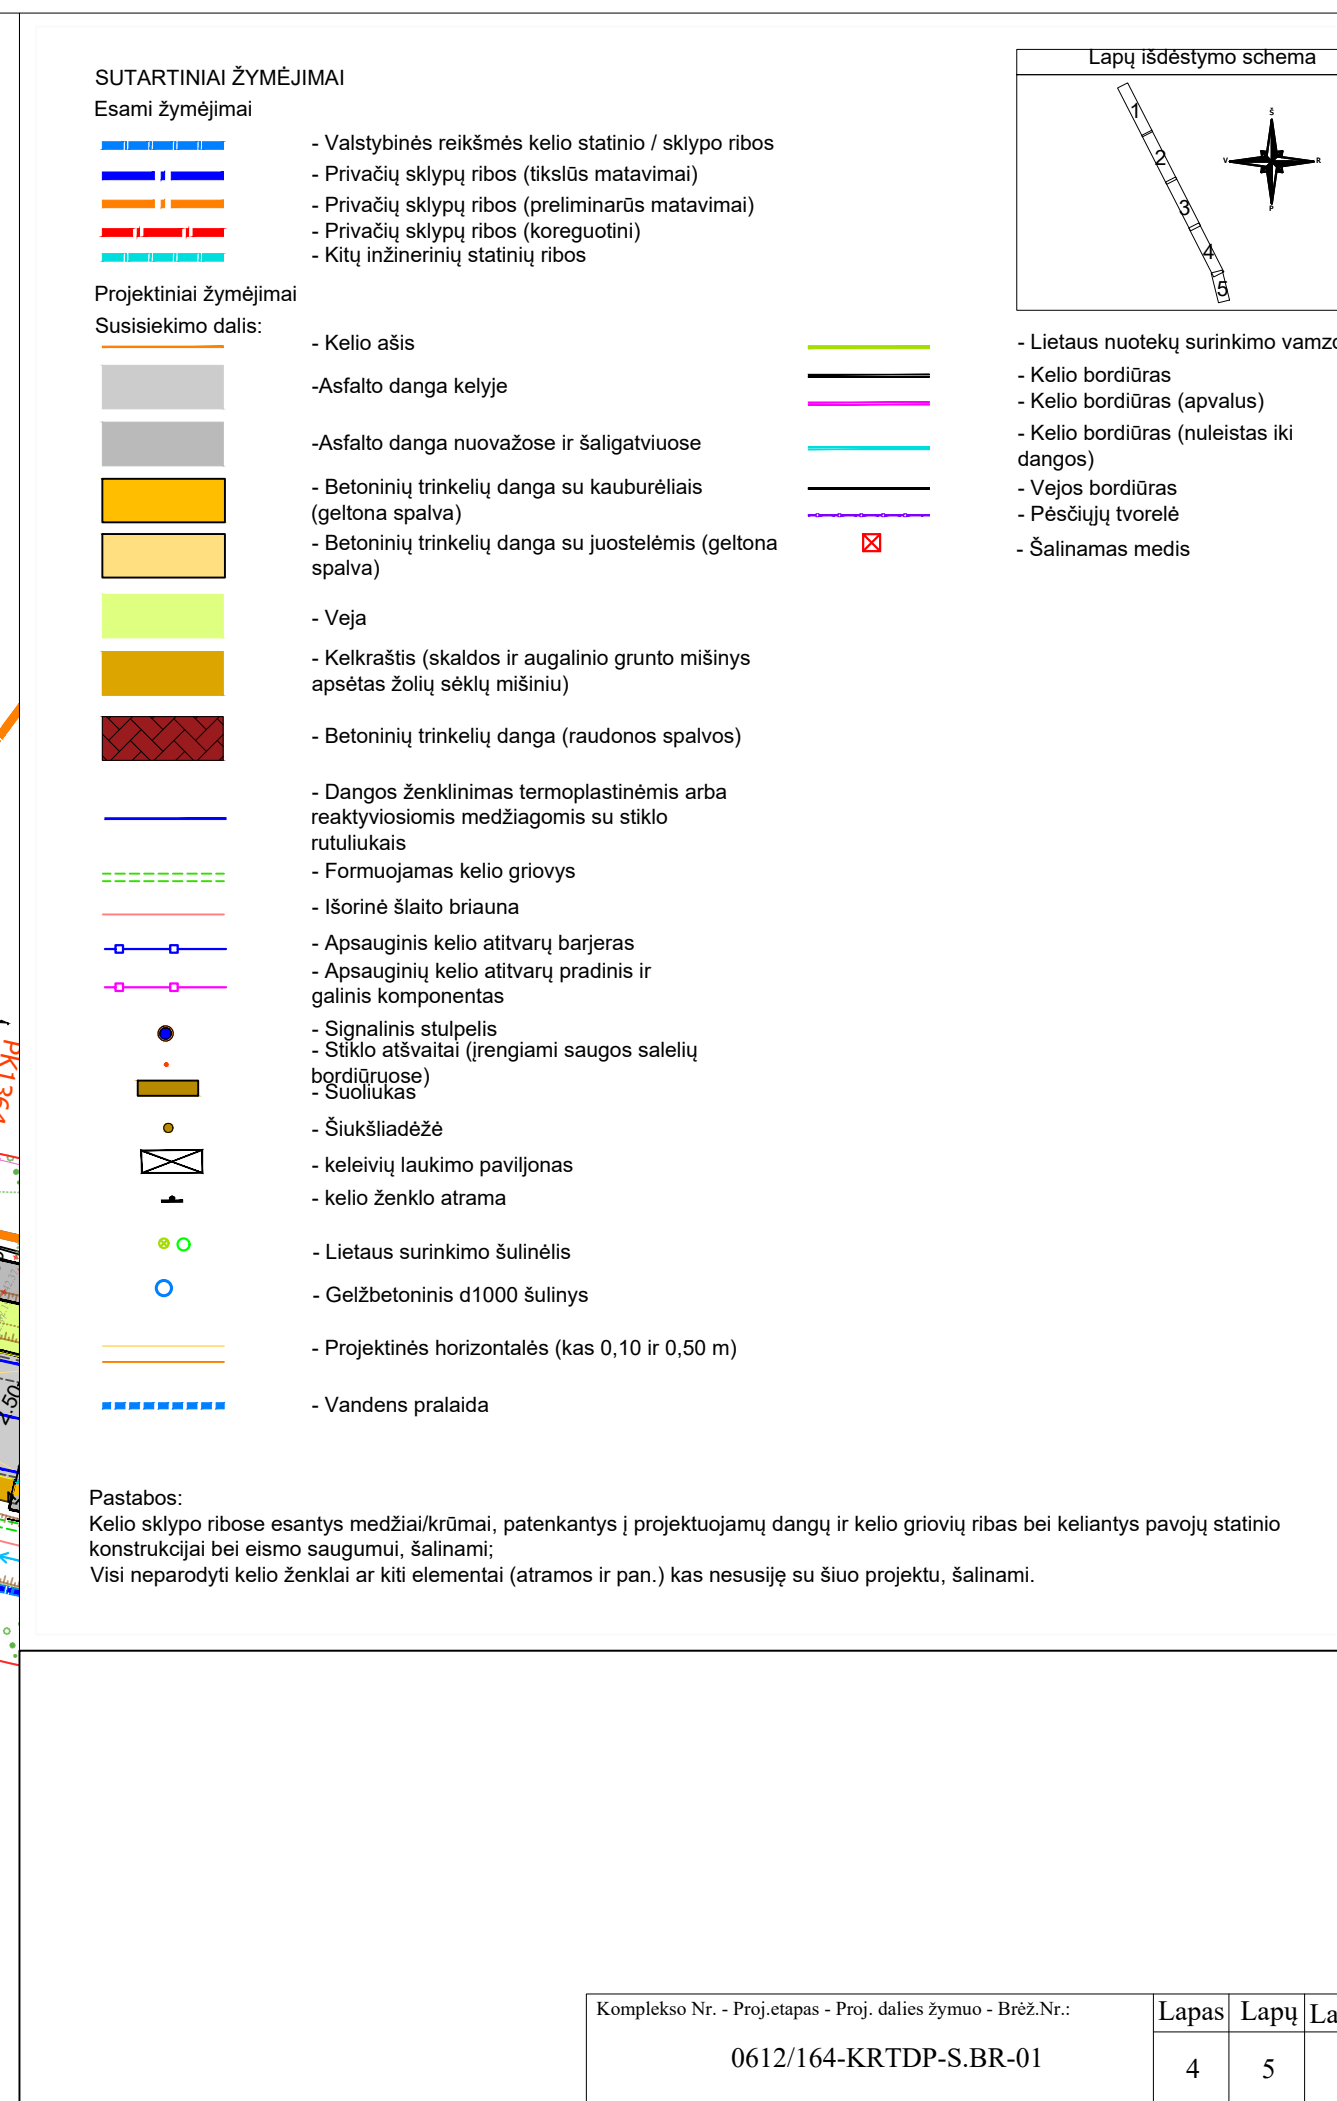 SUTARTINIAI ŽYMĖJIMAI
Esami žymėjimai
- Valstybinės reikšmės kelio statinio / sklypo ribos
- Privačių sklypų ribos (tikslūs matavimai)
- Privačių sklypų ribos (preliminarūs matavimai)
- Privačių sklypų ribos (koreguotini)
- Kitų inžinerinių statinių ribos
Lapų išdėstymo schema
1
2
3
4
5
Š
V
R
P
Projektiniai žymėjimai
Susisiekimo dalis:
- Kelio ašis
-Asfalto danga kelyje
-Asfalto danga nuovažose ir šaligatviuose
- Betoninių trinkelių danga su kauburėliais
(geltona spalva)
- Betoninių trinkelių danga su juostelėmis (geltona
spalva)
- Veja
- Kelkraštis (skaldos ir augalinio grunto mišinys
apsėtas žolių sėklų mišiniu)
- Betoninių trinkelių danga (raudonos spalvos)
- Dangos ženklinimas termoplastinėmis arba
reaktyviosiomis medžiagomis su stiklo
rutuliukais
- Formuojamas kelio griovys
- Išorinė šlaito briauna
- Apsauginis kelio atitvarų barjeras
- Apsauginių kelio atitvarų pradinis ir
galinis komponentas
- Signalinis stulpelis
- Stiklo atšvaitai (įrengiami saugos salelių
bordiūruose)
- Suoliukas
- Šiukšliadėžė
- keleivių laukimo paviljonas
- kelio ženklo atrama
- Lietaus surinkimo šulinėlis
- Gelžbetoninis d1000 šulinys
- Projektinės horizontalės (kas 0,10 ir 0,50 m)
- Vandens pralaida
- Lietaus nuotekų surinkimo
- Kelio bordiūras
- Kelio bordiūras (apvalus)
- Kelio bordiūras (nuleistas iki
dangos)
- Vejos bordiūras
- Pėsčiųjų tvorelė
- Šalinamas medis
Pastabos:
Kelio sklypo ribose esantys medžiai/krūmai, patenkantys į projektuojamų dangų ir kelio griovių ribas bei keliantys pavojų statinio
konstrukcijai bei eismo saugumui, šalinami;
Visi neparodyti kelio ženklai ar kiti elementai (atramos ir pan.) kas nesusiję su šiuo projektu, šalinami.
Komplekso Nr. - Proj.etapas - Proj. dalies žymuo - Brėž.Nr.:
0612/164-KRTDP-S.BR-01
Lapas Lapų
4 5